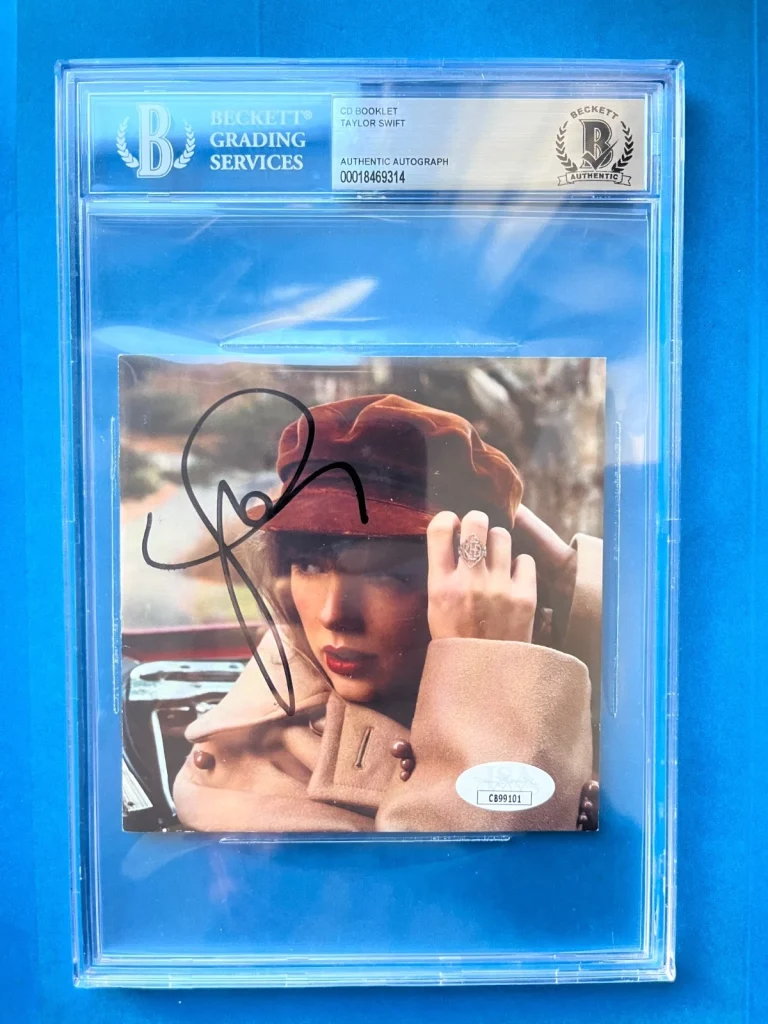 B
BECKETT®
GRADING
SERVICES
CD BOOKLET
TAYLOR SWIFT
AUTHENTIC AUTOGRAPH
00018469314
BECKETT
B
AUTHENTIC
CB99101